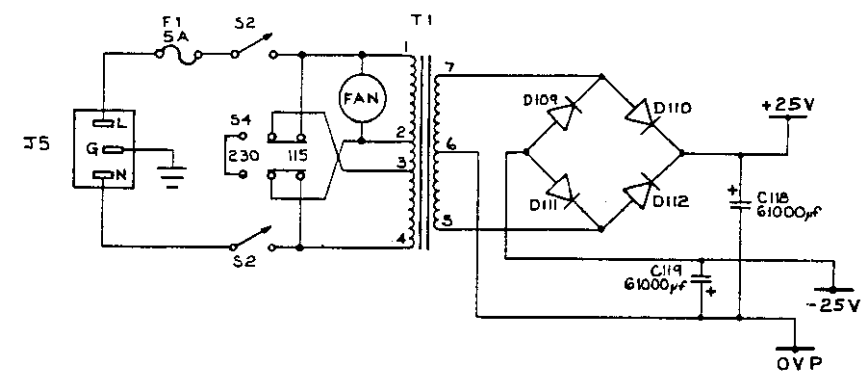 F1
5A
S2
T1
1
FAN
7
D109
D110
+25V
J5
L
G
N
S4
230
115
2
3
6
D111
D112
+
C118
61000μf
4
5
S2
C119
61000μf
+
-25V
0VP